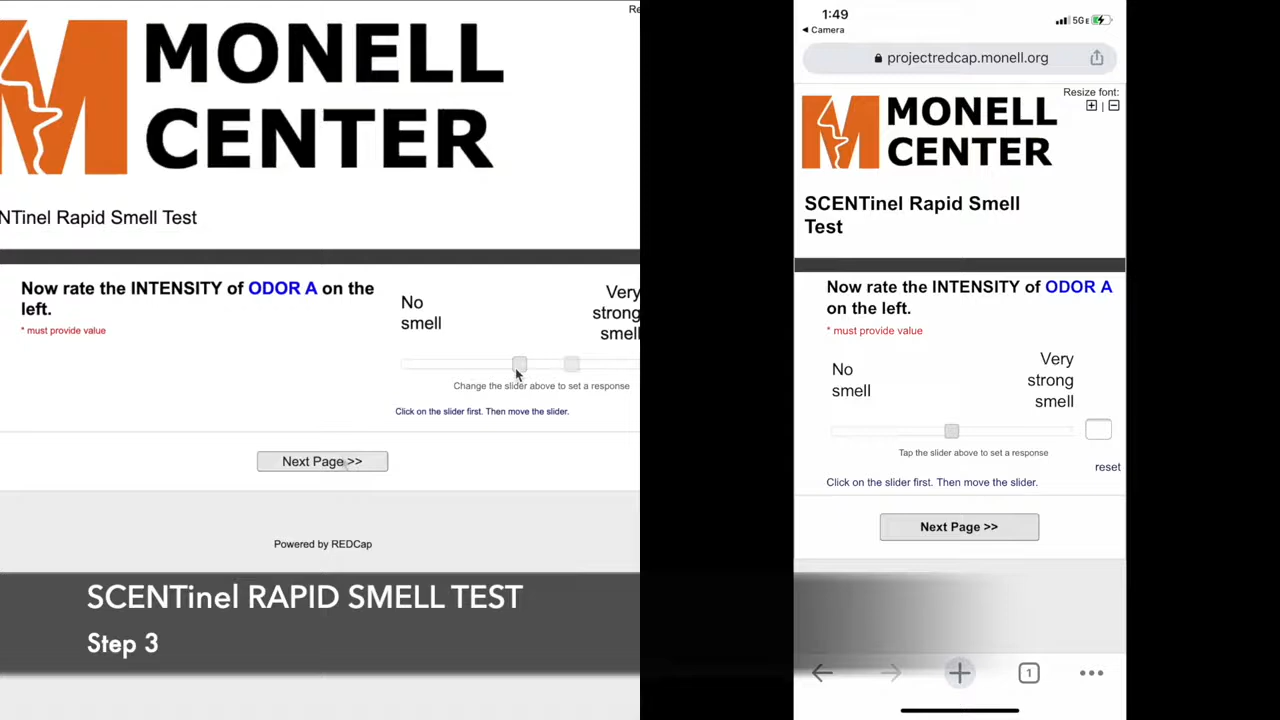 Re
MONELL
CENTER
NTinel Rapid Smell Test
Now rate the INTENSITY of ODOR A on the
left.
* must provide value
No
smell
Very
strong
smell
Change the slider above to set a response
Click on the slider first. Then move the slider.
Next Page >>
Powered by REDCap
SCENTinel RAPID SMELL TEST
Step 3
1:49
5GE
Camera
projectredcap.monell.org
Resize font:
MONELL
CENTER
SCENTinel Rapid Smell
Test
Now rate the INTENSITY of ODOR A
on the left.
* must provide value
No
smell
Very
strong
smell
Tap the slider above to set a response
reset
Click on the slider first. Then move the slider.
Next Page >>
1